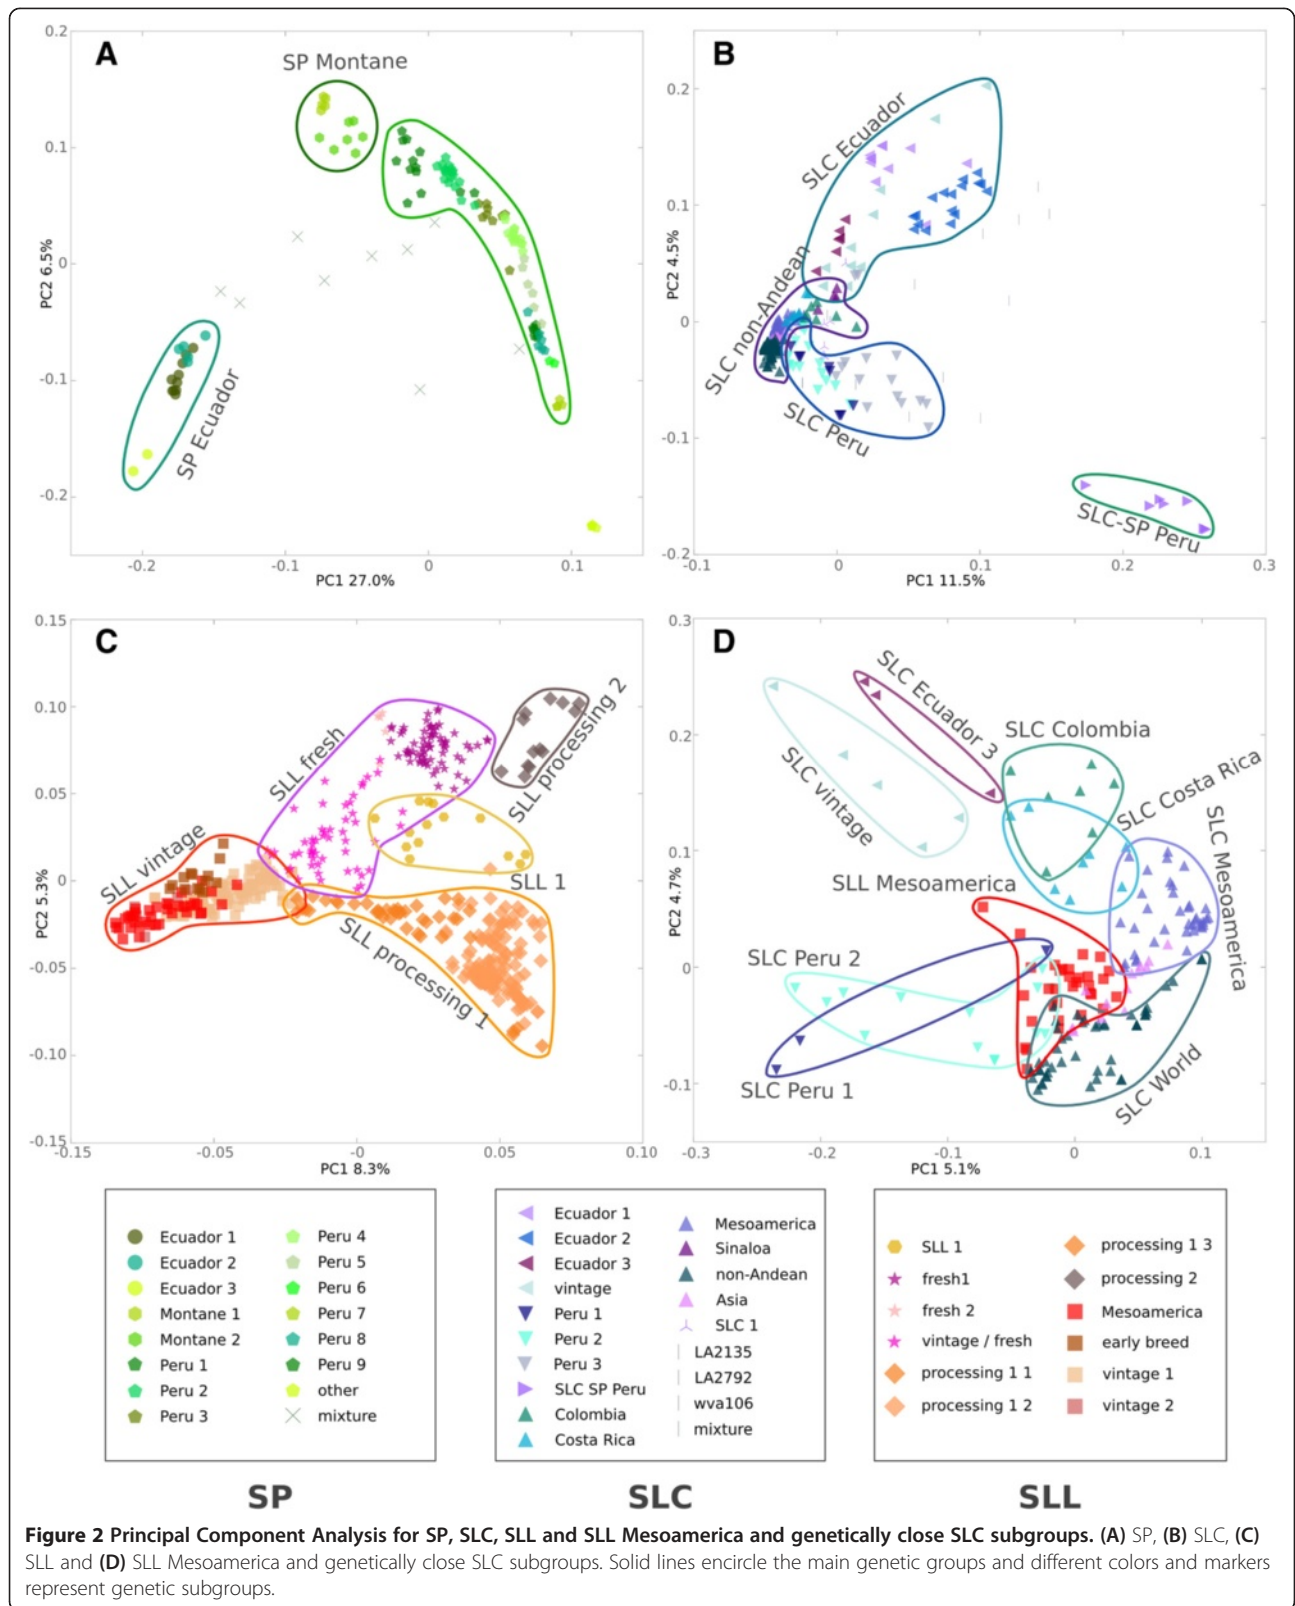 A
SP Montane
SP Ecuador
0.2
0.1
0
-0.1
-0.2
PC2 6.5%
-0.2
-0.1
0
0.1
PC1 27.0%
B
SLC Ecuador
SLC non-Andean
SLC Peru
SLC-SP Peru
0.2
0.1
0
-0.1
-0.2
PC2 4.5%
-0.1
0
0.1
0.2
0.3
PC1 11.5%
C
SLL fresh
SLL processing 2
SLL vintage
SLL 1
SLL processing 1
0.15
0.10
0.05
0
-0.05
-0.10
-0.15
PC2 5.3%
-0.15
-0.05
-0
0.05
0.10
PC1 8.3%
D
SLC Ecuador 3
SLC vintage
SLC Colombia
SLC Costa Rica
SLC Mesoamerica
SLL Mesoamerica
SLC Peru 2
SLC Peru 1
SLC World
0.3
0.2
0.1
0
-0.1
PC2 4.7%
-0.3
-0.2
-0.1
0
0.1
PC1 5.1%
Ecuador 1
Ecuador 2
Ecuador 3
Montane 1
Montane 2
Peru 1
Peru 2
Peru 3
Peru 4
Peru 5
Peru 6
Peru 7
Peru 8
Peru 9
other
mixture
SP
Ecuador 1
Ecuador 2
Ecuador 3
vintage
Peru 1
Peru 2
Peru 3
SLC SP Peru
Colombia
Costa Rica
Mesoamerica
Sinaloa
non-Andean
Asia
SLC 1
LA2135
LA2792
wva106
mixture
SLC
SLL 1
fresh1
fresh 2
vintage / fresh
processing 1 1
processing 1 2
processing 1 3
processing 2
Mesoamerica
early breed
vintage 1
vintage 2
SLL
Figure 2 Principal Component Analysis for SP, SLC, SLL and SLL Mesoamerica and genetically close SLC subgroups. (A) SP, (B) SLC, (C)
SLL and (D) SLL Mesoamerica and genetically close SLC subgroups. Solid lines encircle the main genetic groups and different colors and markers
represent genetic subgroups.